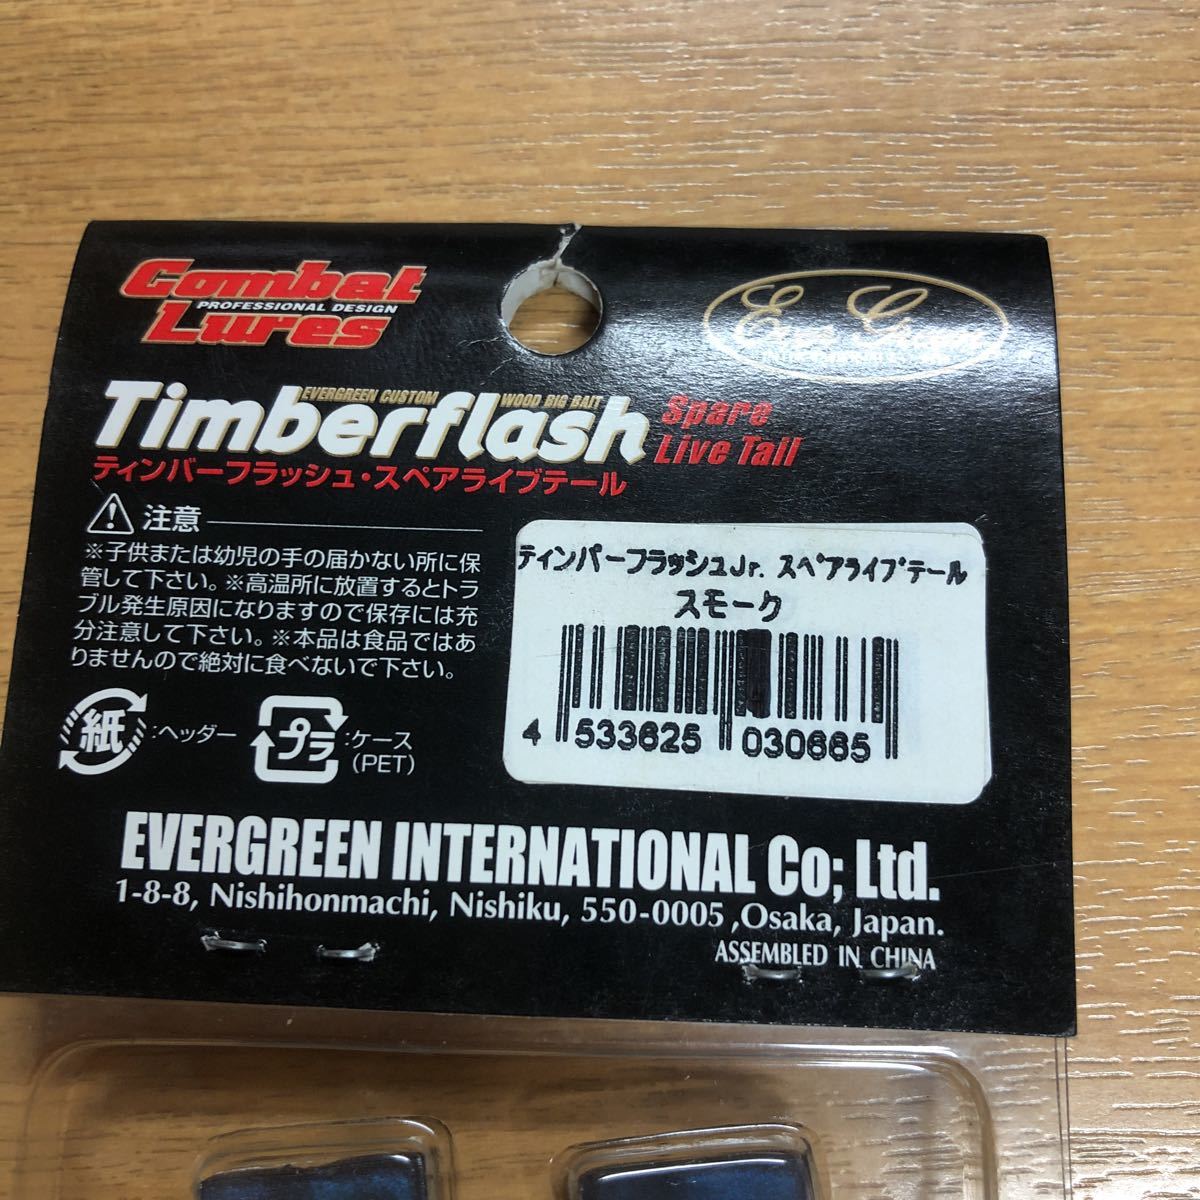 Combat
PROFESSIONAL DESIGN
Lures
Ever Green
EVERGREEN CUSTOM WOOD BIG BAIT
Timberflash
Spare
Live Tail
ティンバーフラッシュ・スペアライブテール
注意
※子供または幼児の手の届かない所に保
管して下さい。※高温所に放置するとトラ
ブル発生原因になりますので保存には充
分注意して下さい。※本品は食品ではあ
りませんので絶対に食べないで下さい。
紙:ヘッダー
プラ:ケース
(PET)
ティンバーフラッシュJr. スペアライブテール
スモーク
4 533625 030665
EVERGREEN INTERNATIONAL Co; Ltd.
1-8-8, Nishihonmachi, Nishiku, 550-0005 ,Osaka, Japan.
ASSEMBLED IN CHINA